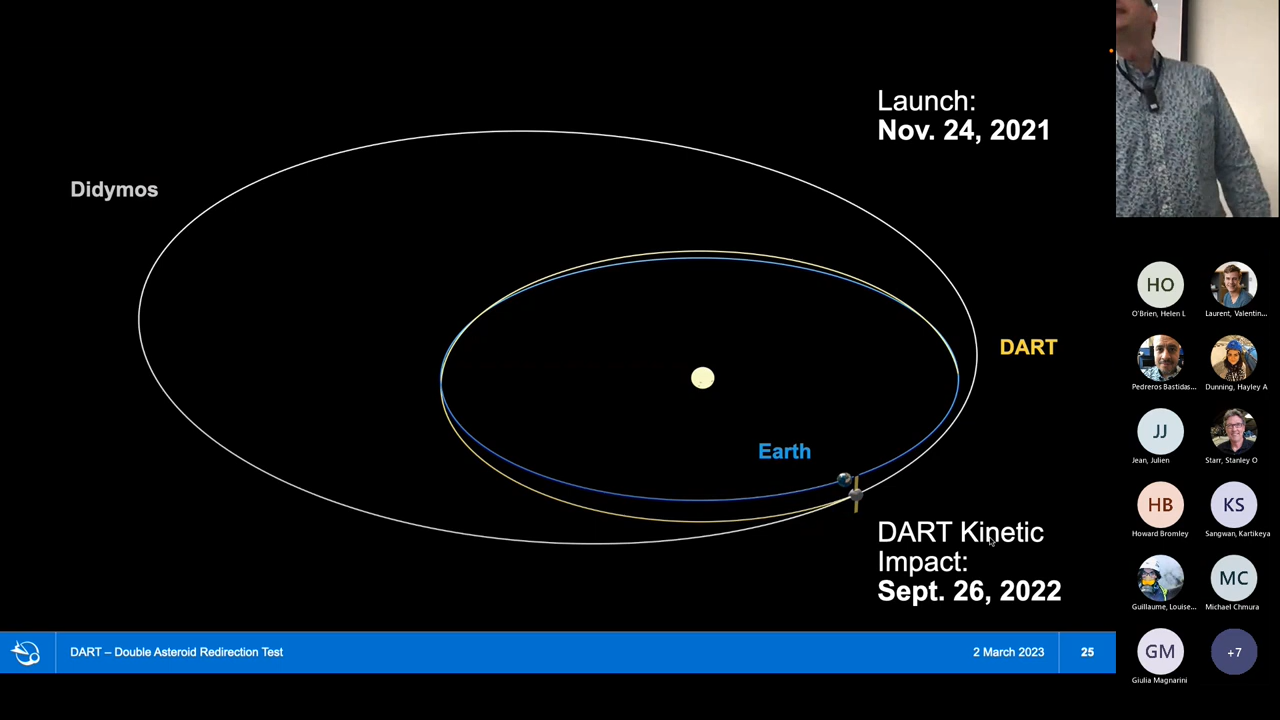 Launch:
Nov. 24, 2021
Didymos
DART
Earth
DART Kinetic
Impact:
Sept. 26, 2022
DART – Double Asteroid Redirection Test
2 March 2023
25
HO
O'Brien, Helen L
Laurent, Valentin...
Pedreros Bastidas...
Dunning, Hayley A
JJ
Jean, Julien
Starr, Stanley O
HB
Howard Bromley
KS
Sangwan, Kartikeya
Guillaume, Louise...
MC
Michael Chmura
GM
Giulia Magnarini
+7